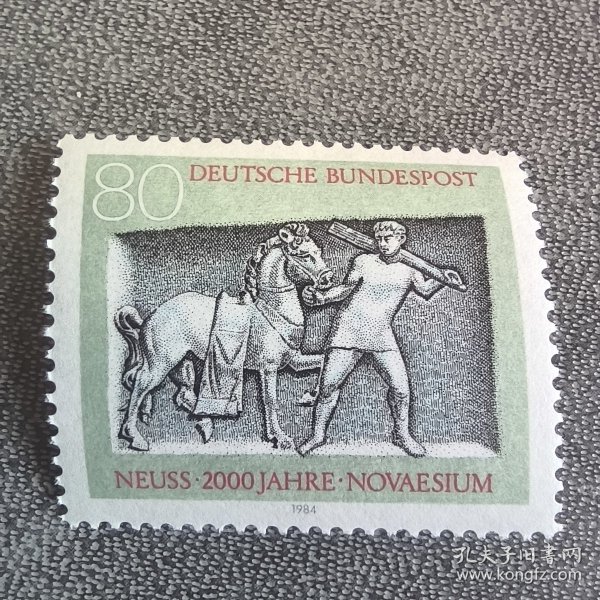 80 DEUTSCHE BUNDESPOST
NEUSS · 2000 JAHRE · NOVAESIUM
1984
孔夫子旧书网
www.kongfz.com